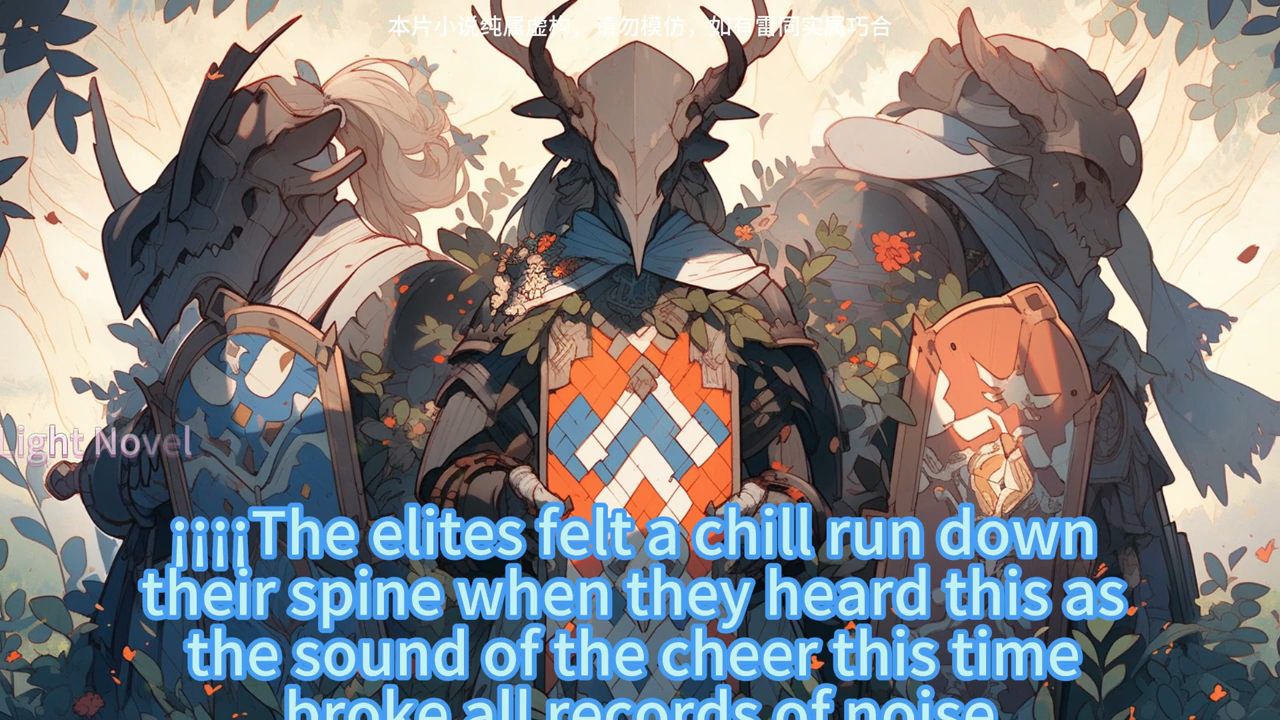 本片小说纯属虚构,请勿模仿,如有雷同实属巧合
Light Novel
¡¡¡¡The elites felt a chill run down
their spine when they heard this as
the sound of the cheer this time
broke all records of noise